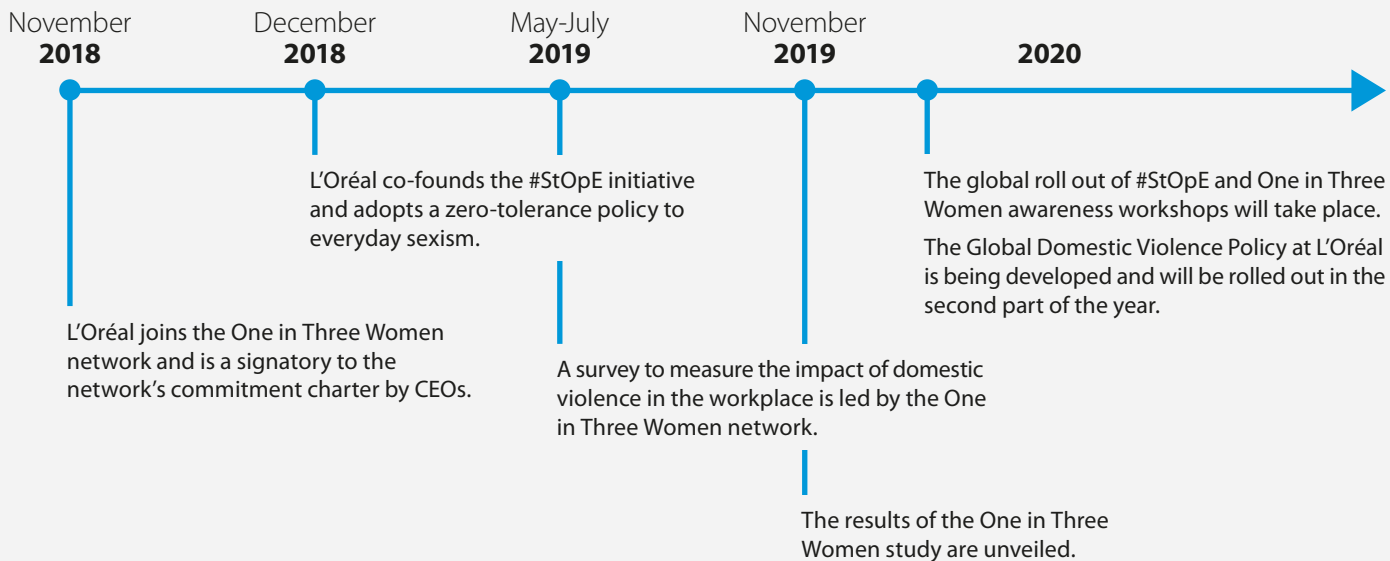 November
2018
December
2018
May-July
2019
November
2019
2020
L’Oréal joins the One in Three Women
network and is a signatory to the
network’s commitment charter by CEOs.
L’Oréal co-founds the #StOpE initiative
and adopts a zero-tolerance policy to
everyday sexism.
A survey to measure the impact of domestic
violence in the workplace is led by the One
in Three Women network.
The results of the One in Three
Women study are unveiled.
The global roll out of #StOpE and One in Three
Women awareness workshops will take place.
The Global Domestic Violence Policy at L’Oréal
is being developed and will be rolled out in the
second part of the year.